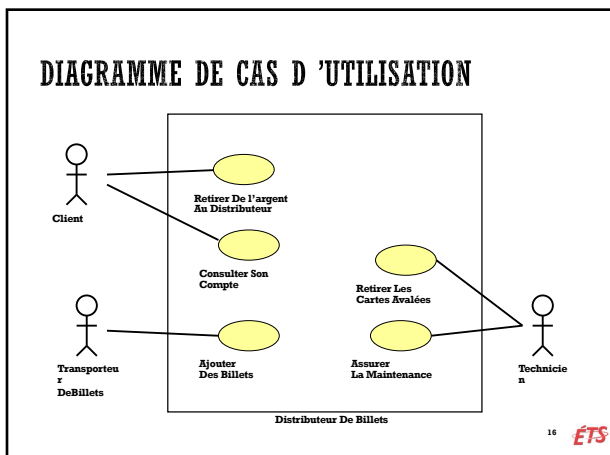 DIAGRAMME DE CAS D 'UTILISATION
Client
Retirer De l'argent
Au Distributeur
Consulter Son
Compte
Retirer Les
Cartes Avalées
Transporteu
r
DeBillets
Ajouter
Des Billets
Assurer
La Maintenance
Technicie
n
Distributeur De Billets
16
ÉTS